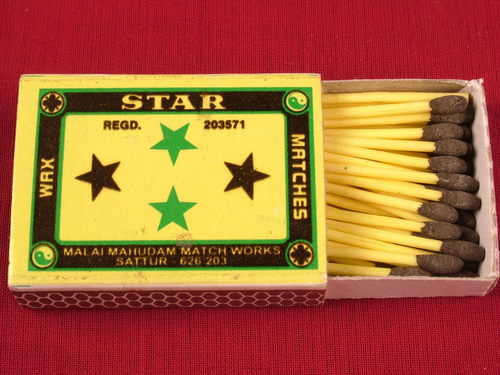 STAR
REGD. 203571
WAX
MATCHES
MALAI MAHUDAM MATCH WORKS
SATTUR - 626 203